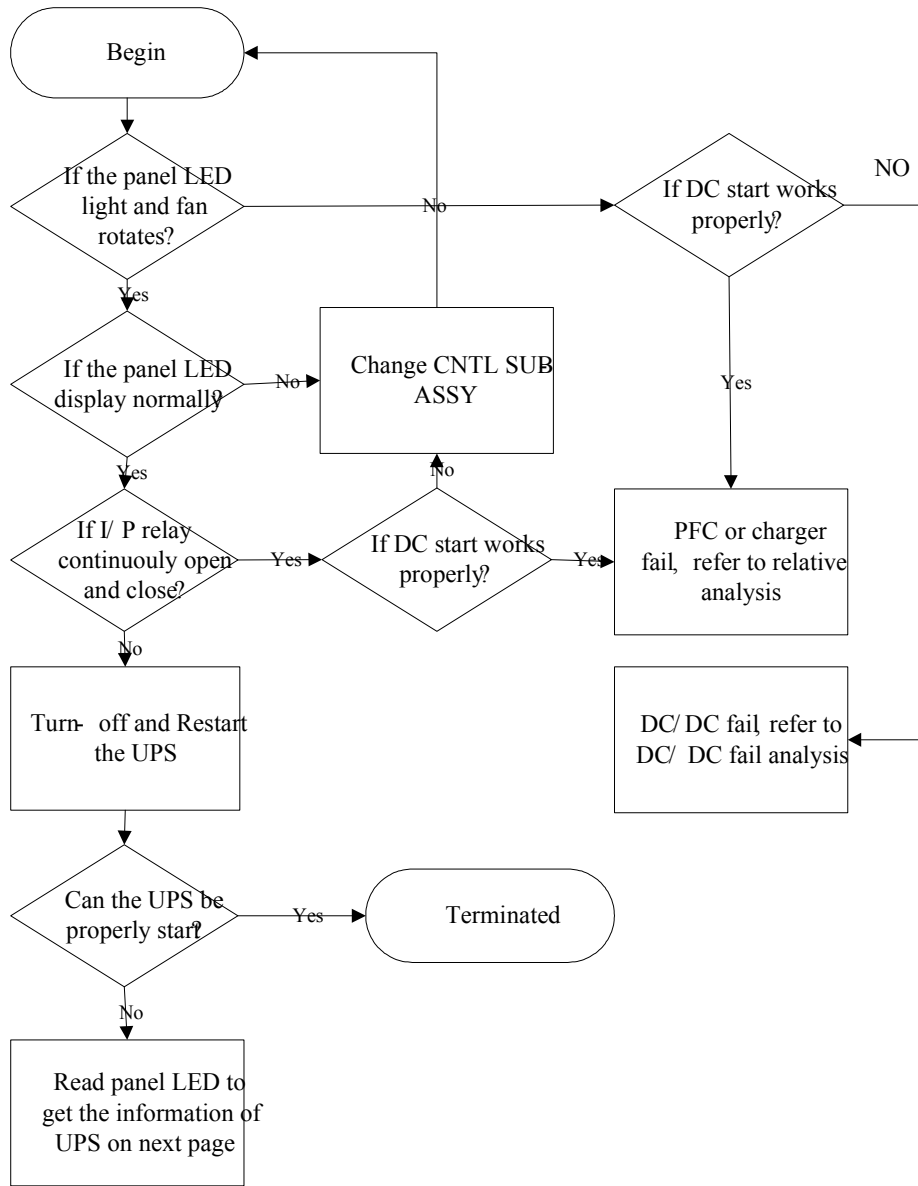 Begin
If the panel LED
light and fan
rotates?
No
If DC start works
properly?
NO
Yes
If the panel LED
display normally?
No
Change CNTL SUB-
ASSY
Yes
Yes
No
If I/ P relay
continuouly open
and close?
Yes
If DC start works
properly?
Yes
PFC or charger
fail, refer to relative
analysis
No
Turn- off and Restart
the UPS
DC/ DC fail, refer to
DC/ DC fail analysis
Can the UPS be
properly start?
Yes
Terminated
No
Read panel LED to
get the information of
UPS on next page